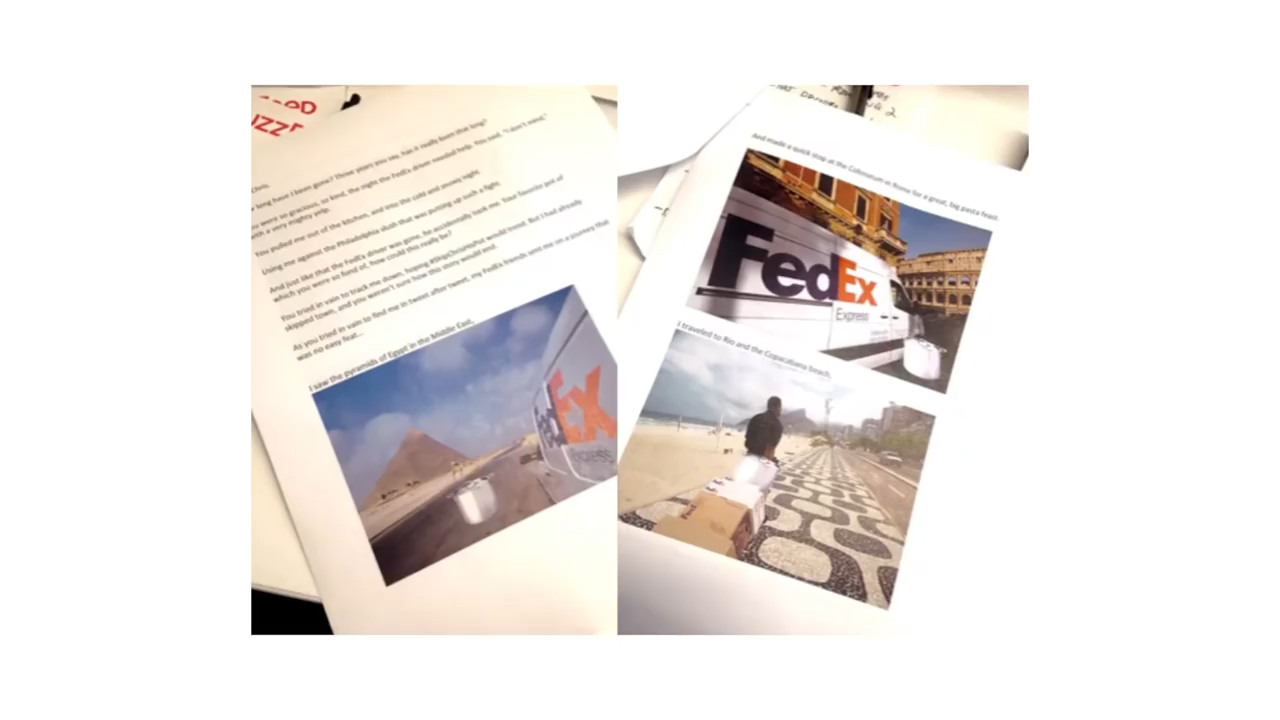 OOD
UZZF
Chris,
long have I been gone? Three years you say, has it really been that long?
you were so gracious, so kind, the night the FedEx driver needed help. You said, "I don't mind,"
with a very mighty yelp.
You pulled me out of the kitchen, and into the cold and snowy night.
Using me against the Philadelphia slush that was putting up such a fight.
And just like that the FedEx driver was gone, he accidentally took me. Your favorite pot of
which you were so fond of, how could this really be?
You tried in vain to track me down, hoping would trend. But I had already
skipped town, and you weren't sure how this story would end.
As you tried in vain to find me in tweet after tweet, my FedEx friends sent me on a journey that
was no easy feat...
I saw the pyramids of Egypt in the Middle East,
FedEx
Express
And made a quick stop at the Colosseum in Rome for a great, big pasta feast.
FedEx
Express
I traveled to Rio and the Copacabana beach,